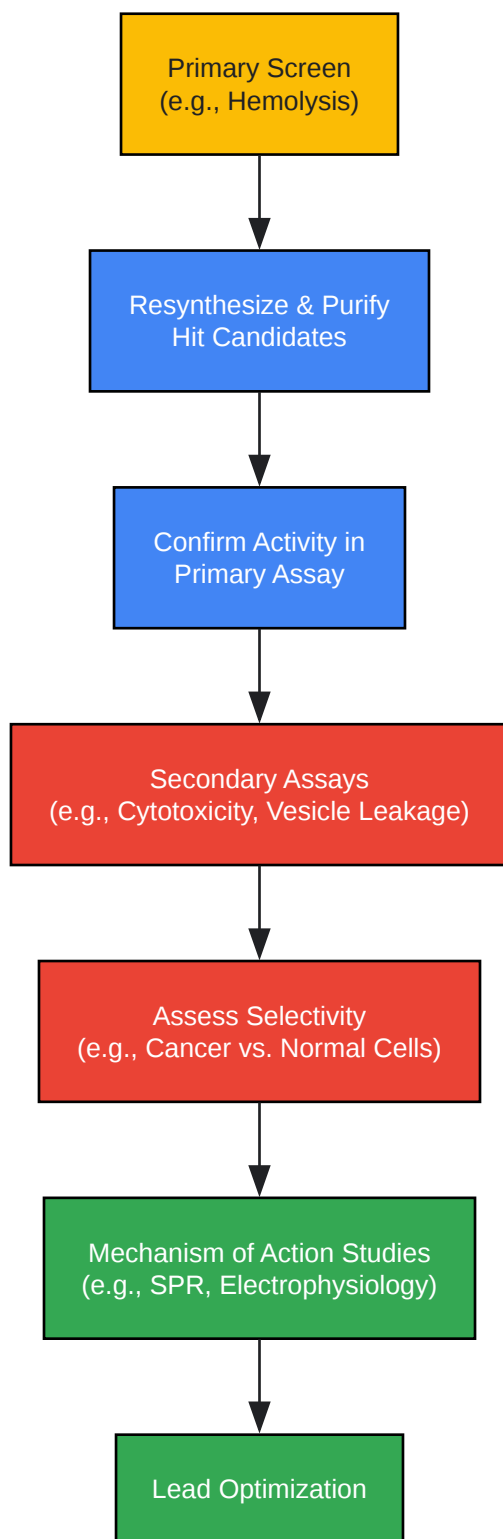 Primary Screen
(e.g., Hemolysis)
Resynthesize & Purify
Hit Candidates
Confirm Activity in
Primary Assay
Secondary Assays
(e.g., Cytotoxicity, Vesicle Leakage)
Assess Selectivity
(e.g., Cancer vs. Normal Cells)
Mechanism of Action Studies
(e.g., SPR, Electrophysiology)
Lead Optimization